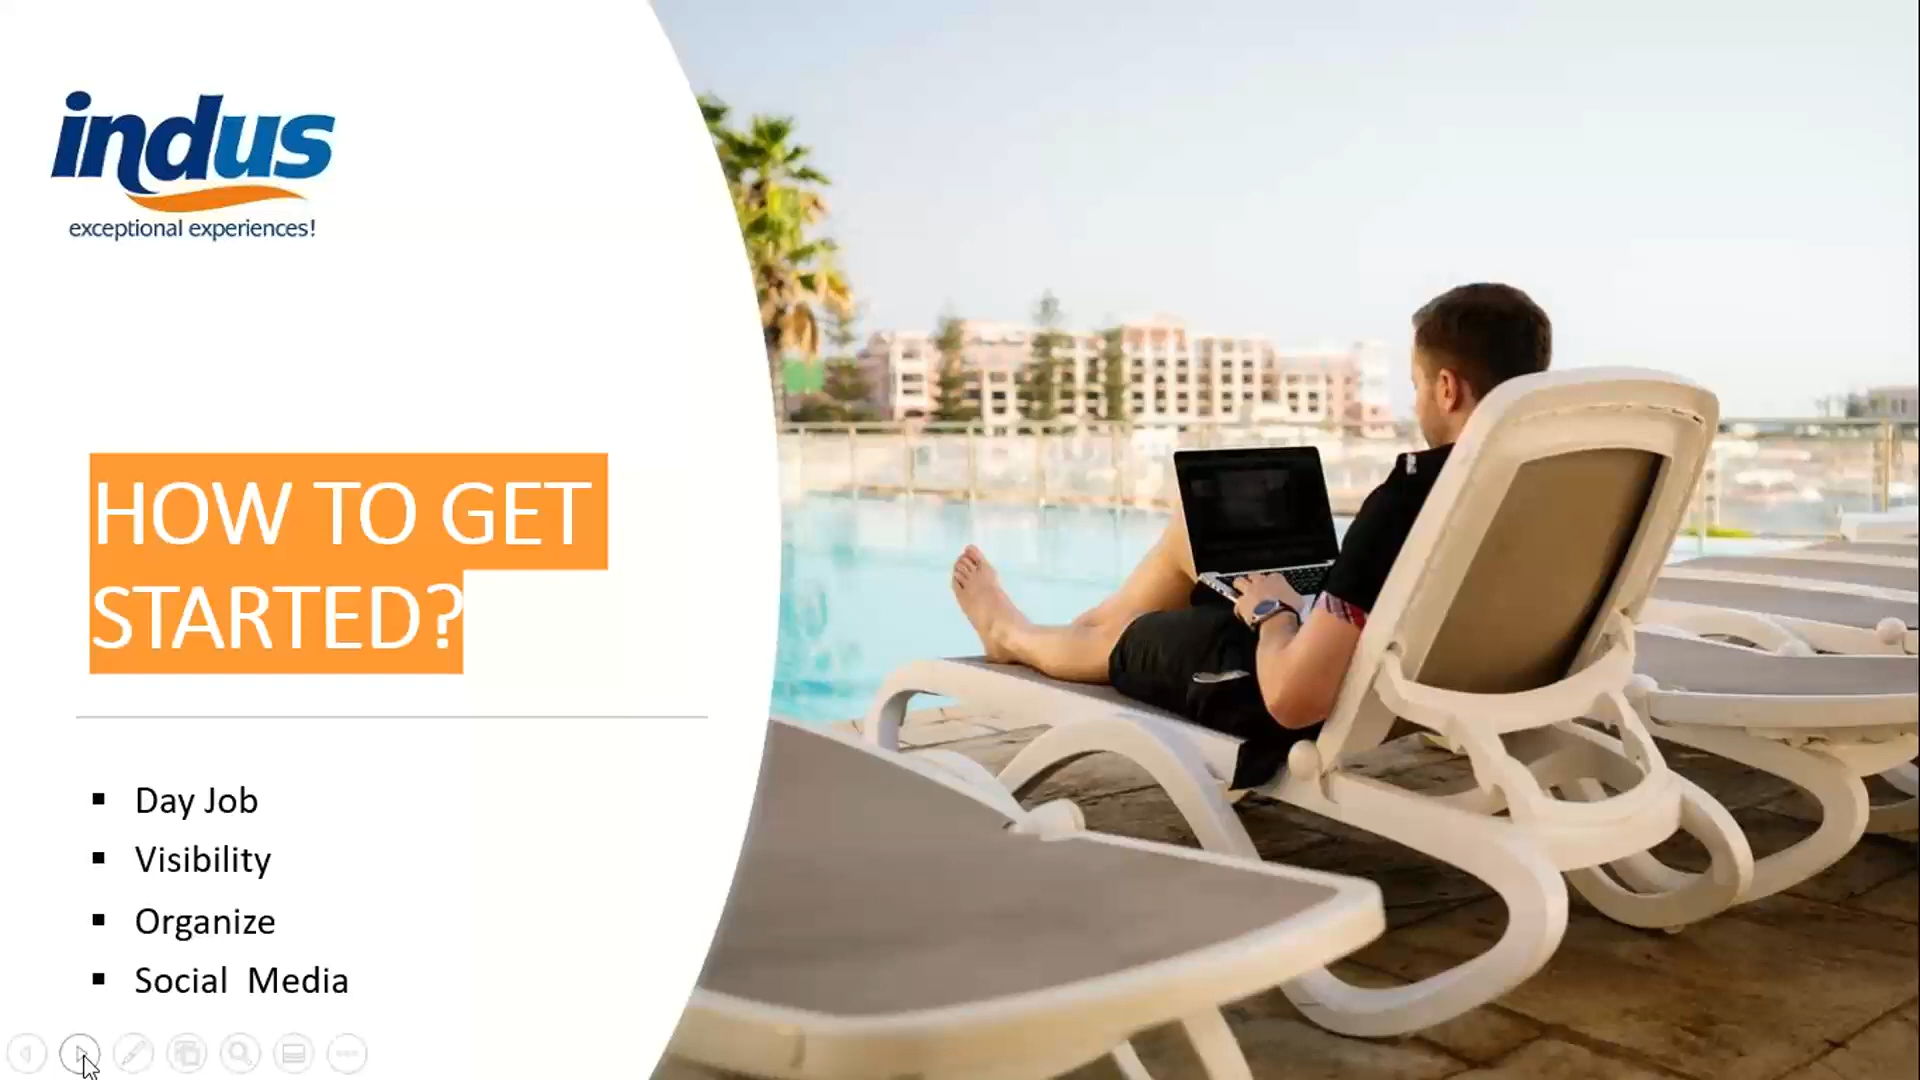 indus
exceptional experiences!
HOW TO GET
STARTED?
Day Job
Visibility
Organize
Social Media